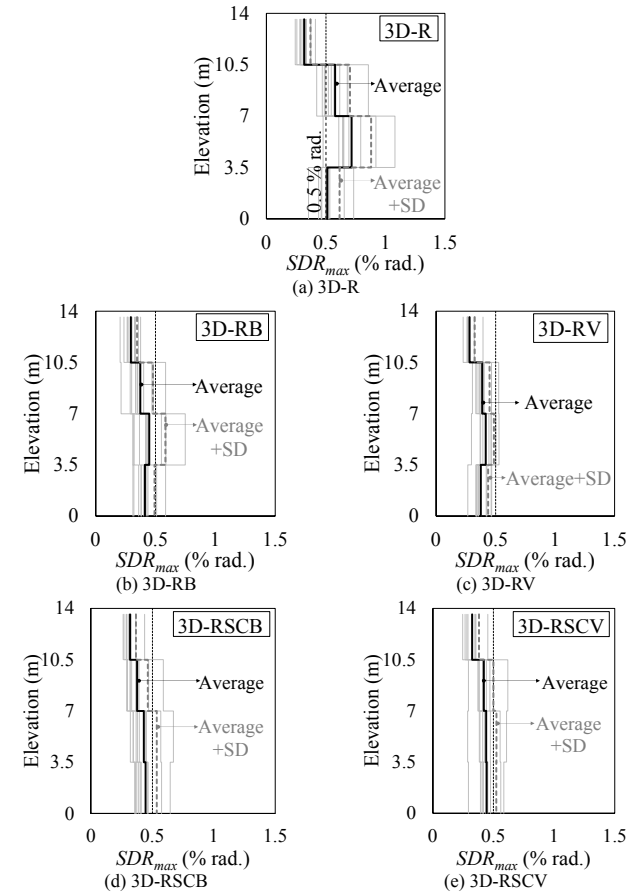 14
3D-R
Elevation (m)
10.5
Average
7
3.5
0.5 % rad.
Average
+SD
0
0 0.5 1 1.5
SDRmax (% rad.)
(a) 3D-R
14
3D-RB
Elevation (m)
10.5
Average
7
Average
+SD
3.5
0
0 0.5 1 1.5
SDRmax (% rad.)
(b) 3D-RB
14
3D-RV
Elevation (m)
10.5
Average
7
3.5
Average+SD
0
0 0.5 1 1.5
SDRmax (% rad.)
(c) 3D-RV
14
3D-RSCB
Elevation (m)
10.5
Average
7
Average
+SD
3.5
0
0 0.5 1 1.5
SDRmax (% rad.)
(d) 3D-RSCB
14
3D-RSCV
Elevation (m)
10.5
Average
7
Average
+SD
3.5
0
0 0.5 1 1.5
SDRmax (% rad.)
(e) 3D-RSCV